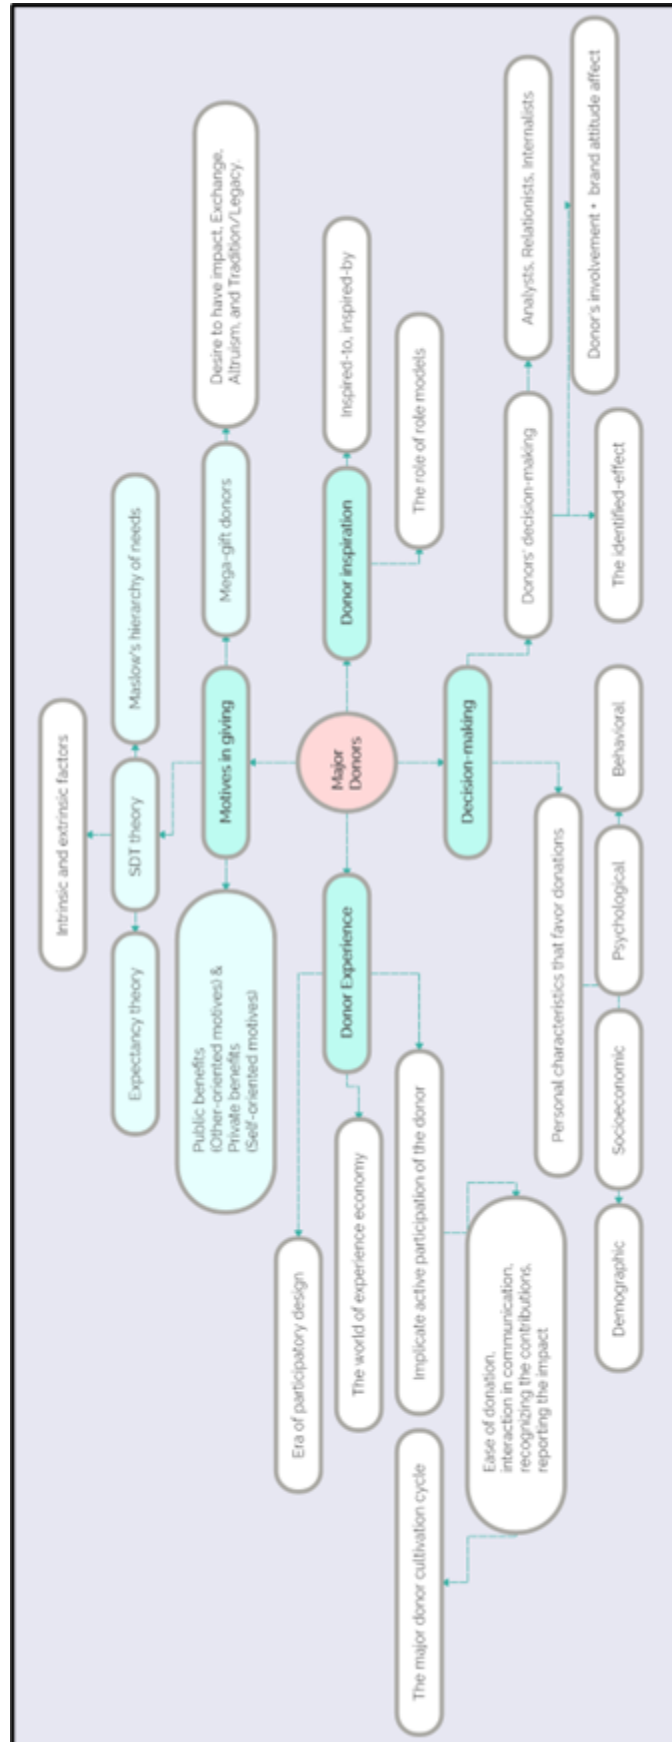 Intrinsic and extrinsic factors
Expectancy theory
SDT theory
Maslow's hierarchy of needs
Public benefits
(Other-oriented motives) &
Private benefits
(Self-oriented motives)
Motives in giving
Mega-gift donors
Desire to have impact, Exchange,
Altruism, and Tradition/Legacy.
Era of participatory design
The world of experience economy
Donor Experience
Major
Donors
Donor inspiration
Inspired-to, inspired-by
The major donor cultivation cycle
Implicate active participation of the donor
The role of role models
Ease of donation,
interaction in communication,
recognizing the contributions,
reporting the impact
Decision-making
Donors' decision-making
Analysts, Relationists, Internalists
Personal characteristics that favor donations
Donor's involvement + brand attitude affect
Demographic
Socioeconomic
Psychological
Behavioral
The identified-effect